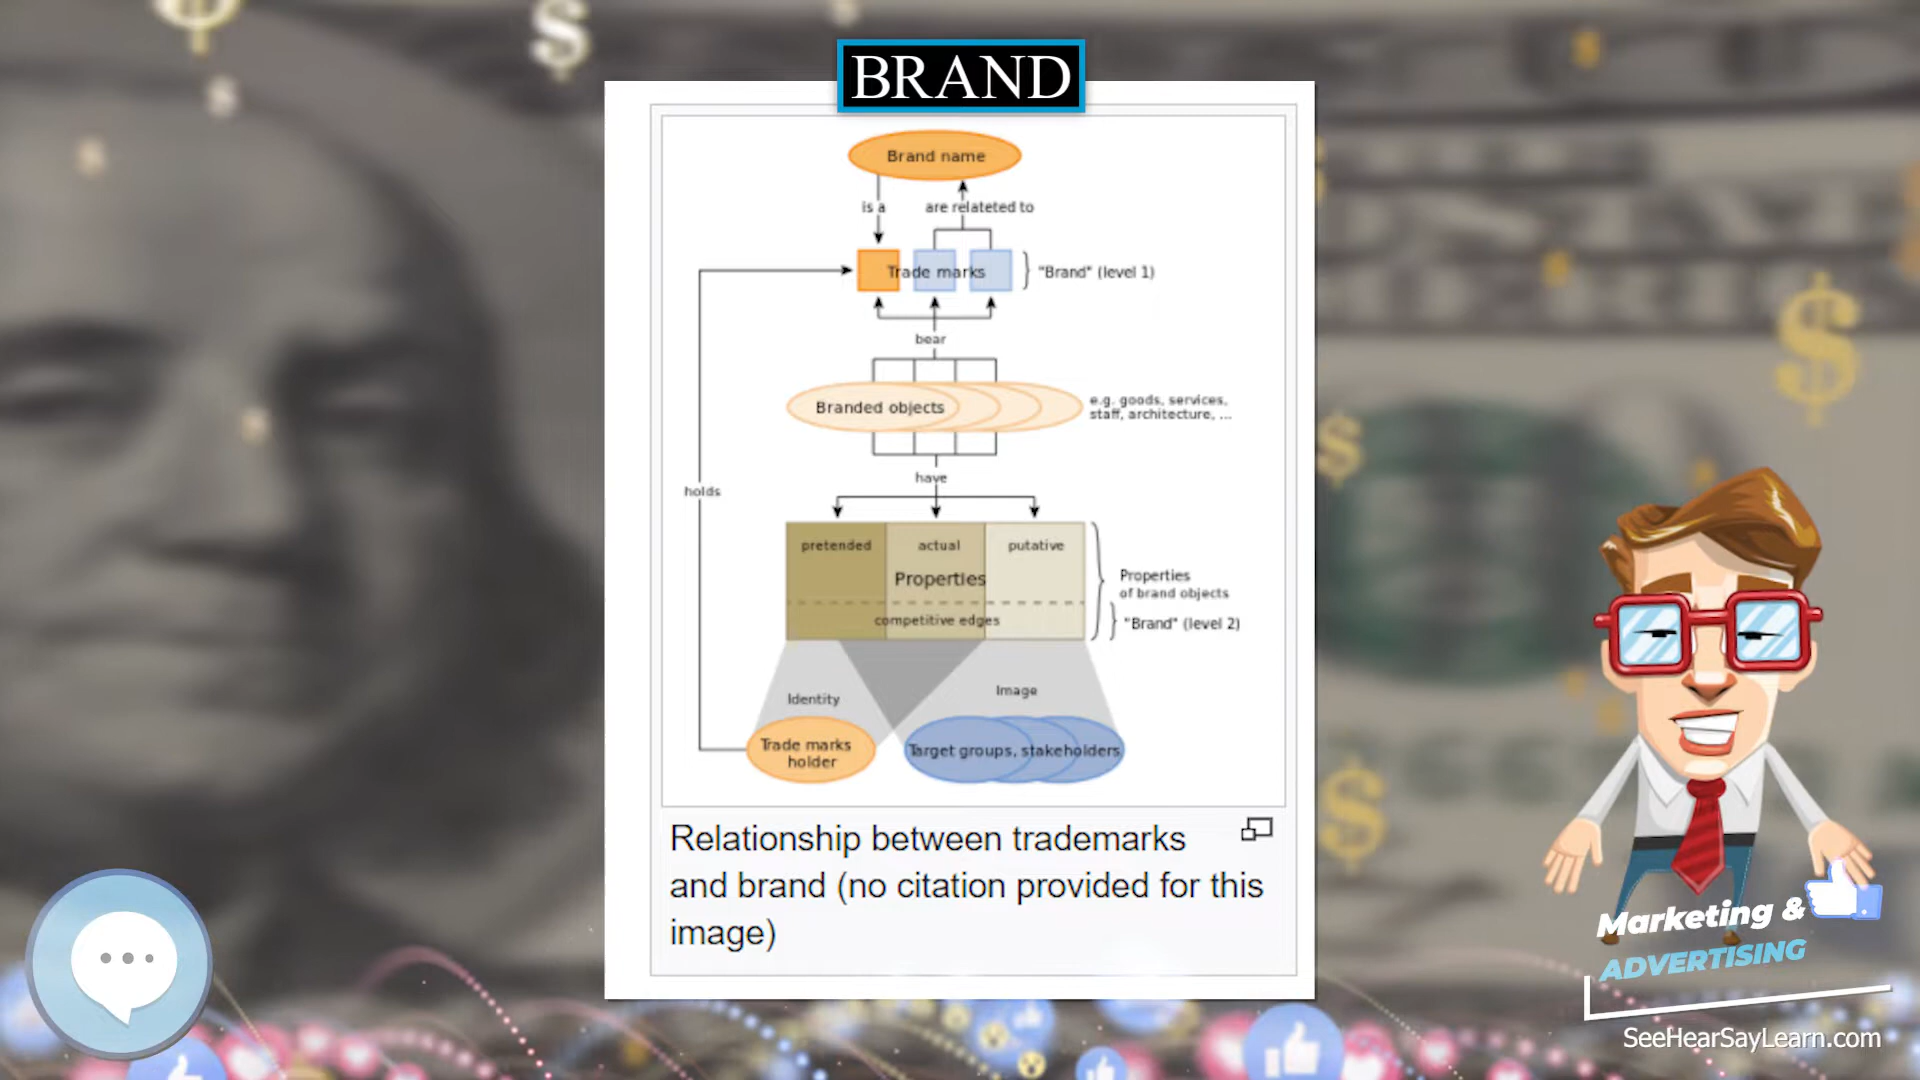 BRAND
Brand name
is a
are relateted to
Trade marks
"Brand" (level 1)
bear
Branded objects
e.g. goods, services,
staff, architecture, ...
have
holds
pretended
actual
putative
Properties
competitive edges
Properties
of brand objects
"Brand" (level 2)
Identity
Image
Trade marks
holder
Target groups, stakeholders
Relationship between trademarks
and brand (no citation provided for this
image)
Marketing &
ADVERTISING
SeeHearSayLearn.com